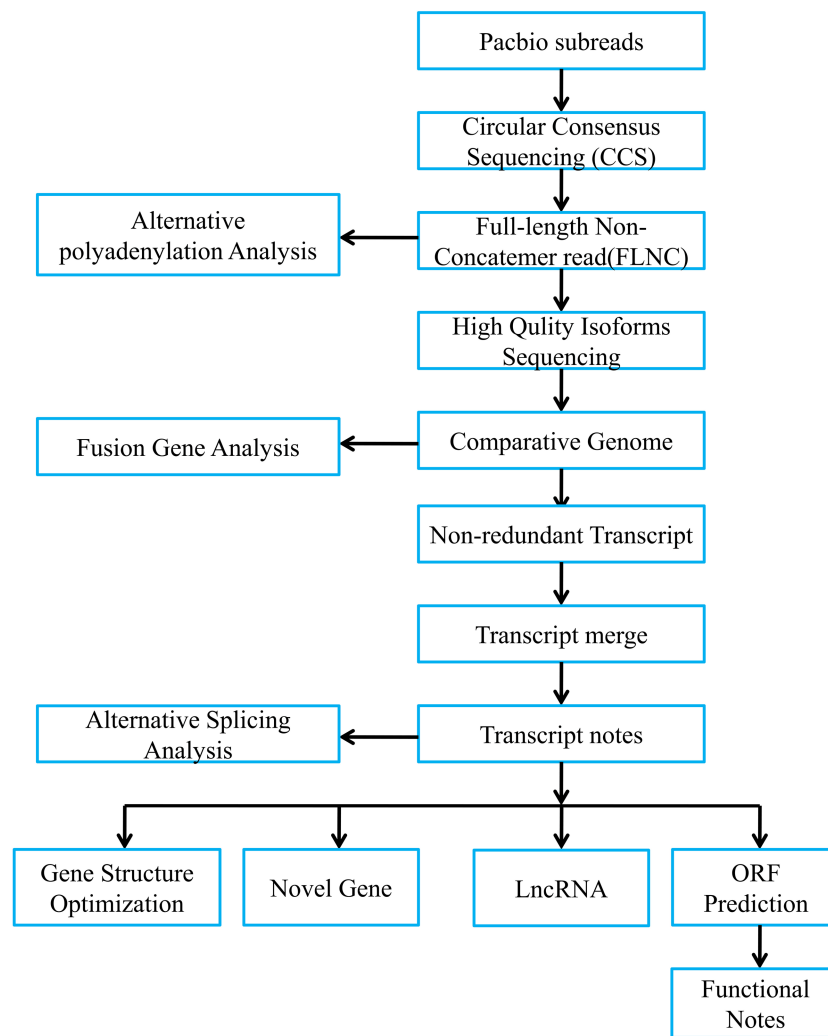 Pacbio subreads
Circular Consensus
Sequencing (CCS)
Alternative
polyadenylation Analysis
Full-length Non-
Concatemer read(FLNC)
High Qulity Isoforms
Sequencing
Fusion Gene Analysis
Comparative Genome
Non-redundant Transcript
Transcript merge
Alternative Splicing
Analysis
Transcript notes
Gene Structure
Optimization
Novel Gene
LncRNA
ORF
Prediction
Functional
Notes